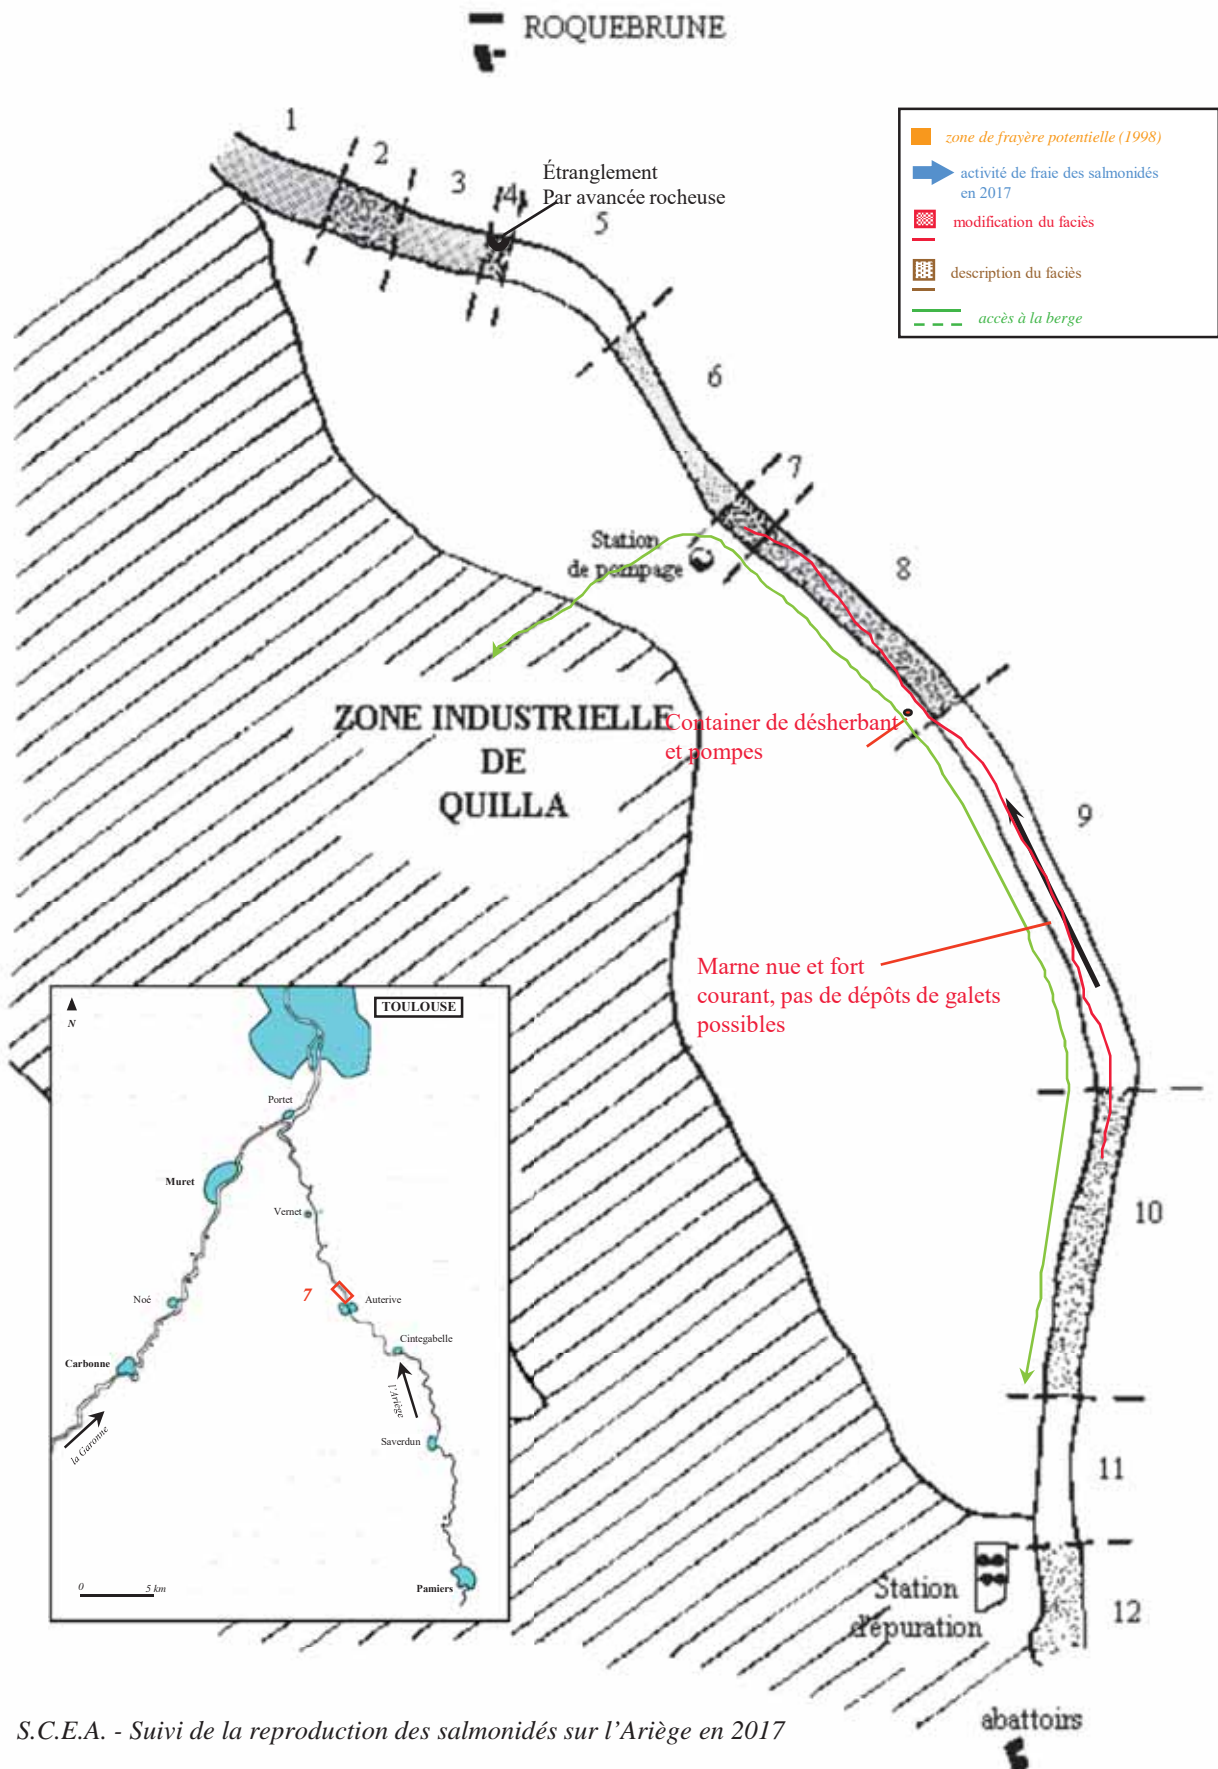 ROQUEBRUNE
1
2
3
4
5
Étranglement
Par avancée rocheuse
zone de frayère potentielle (1998)
activité de fraie des salmonidés
en 2017
modification du faciès
description du faciès
accès à la berge
6
7
8
Station
de pompage
ZONE INDUSTRIELLE
DE
QUILLA
Container de désherbant
et pompes
9
Marne nue et fort
courant, pas de dépôts de galets
possibles
10
11
12
Station
d'épuration
abattoirs
N
TOULOUSE
Portet
Muret
Vernet
Noé
7
Auterive
Cintegabelle
Carbonne
l'Ariège
la Garonne
Saverdun
Pamiers
0 5 km
S.C.E.A. - Suivi de la reproduction des salmonidés sur l'Ariège en 2017